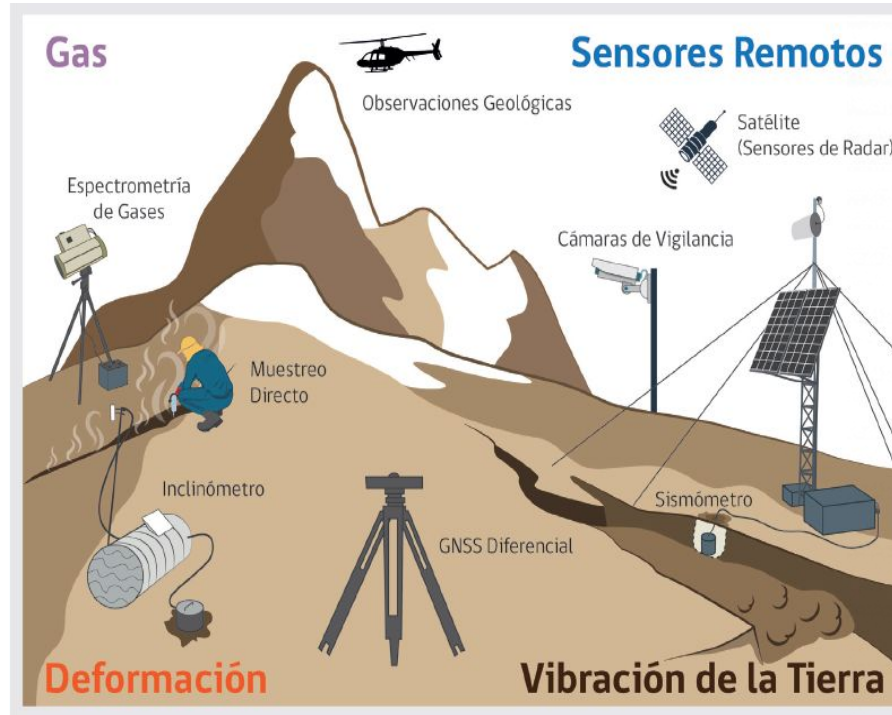 Gas
Sensores Remotos
Observaciones Geológicas
Satélite
(Sensores de Radar)
Espectrometría
de Gases
Cámaras de Vigilancia
Muestreo
Directo
Inclinómetro
Sismómetro
GNSS Diferencial
Deformación
Vibración de la Tierra